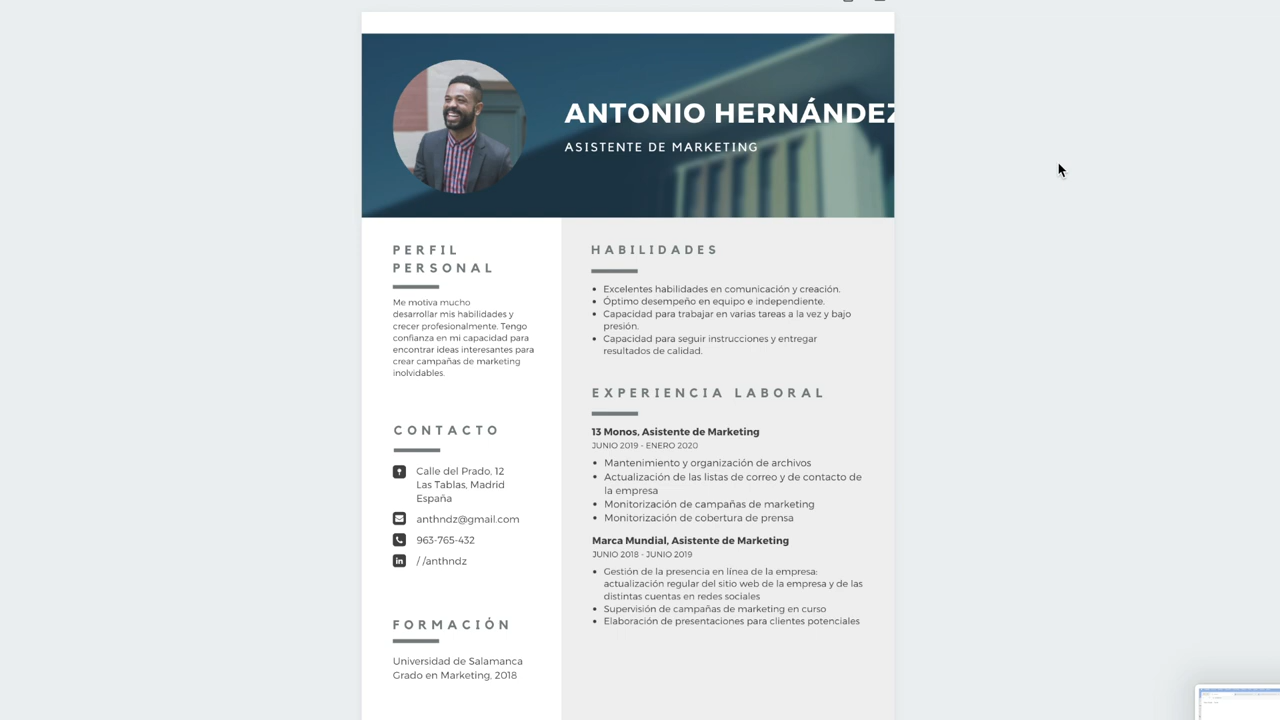 ANTONIO HERNÁNDEZ
ASISTENTE DE MARKETING
PERFIL
PERSONAL
Me motiva mucho
desarrollar mis habilidades y
crecer profesionalmente. Tengo
confianza en mi capacidad para
encontrar ideas interesantes para
crear campañas de marketing
inolvidables.
CONTACTO
Calle del Prado, 12
Las Tablas, Madrid
España
anthndz@gmail.com
963-765-432
in
//anthndz
FORMACIÓN
Universidad de Salamanca
Grado en Marketing, 2018
HABILIDADES
• Excelentes habilidades en comunicación y creación.
• Óptimo desempeño en equipo e independiente.
• Capacidad para trabajar en varias tareas a la vez y bajo
presión.
• Capacidad para seguir instrucciones y entregar
resultados de calidad.
EXPERIENCIA LABORAL
13 Monos, Asistente de Marketing
JUNIO 2019 - ENERO 2020
• Mantenimiento y organización de archivos
• Actualización de las listas de correo y de contacto de
la empresa
• Monitorización de campañas de marketing
• Monitorización de cobertura de prensa
Marca Mundial, Asistente de Marketing
JUNIO 2018 - JUNIO 2019
• Gestión de la presencia en línea de la empresa:
actualización regular del sitio web de la empresa y de las
distintas cuentas en redes sociales
• Supervisión de campañas de marketing en curso
• Elaboración de presentaciones para clientes potenciales